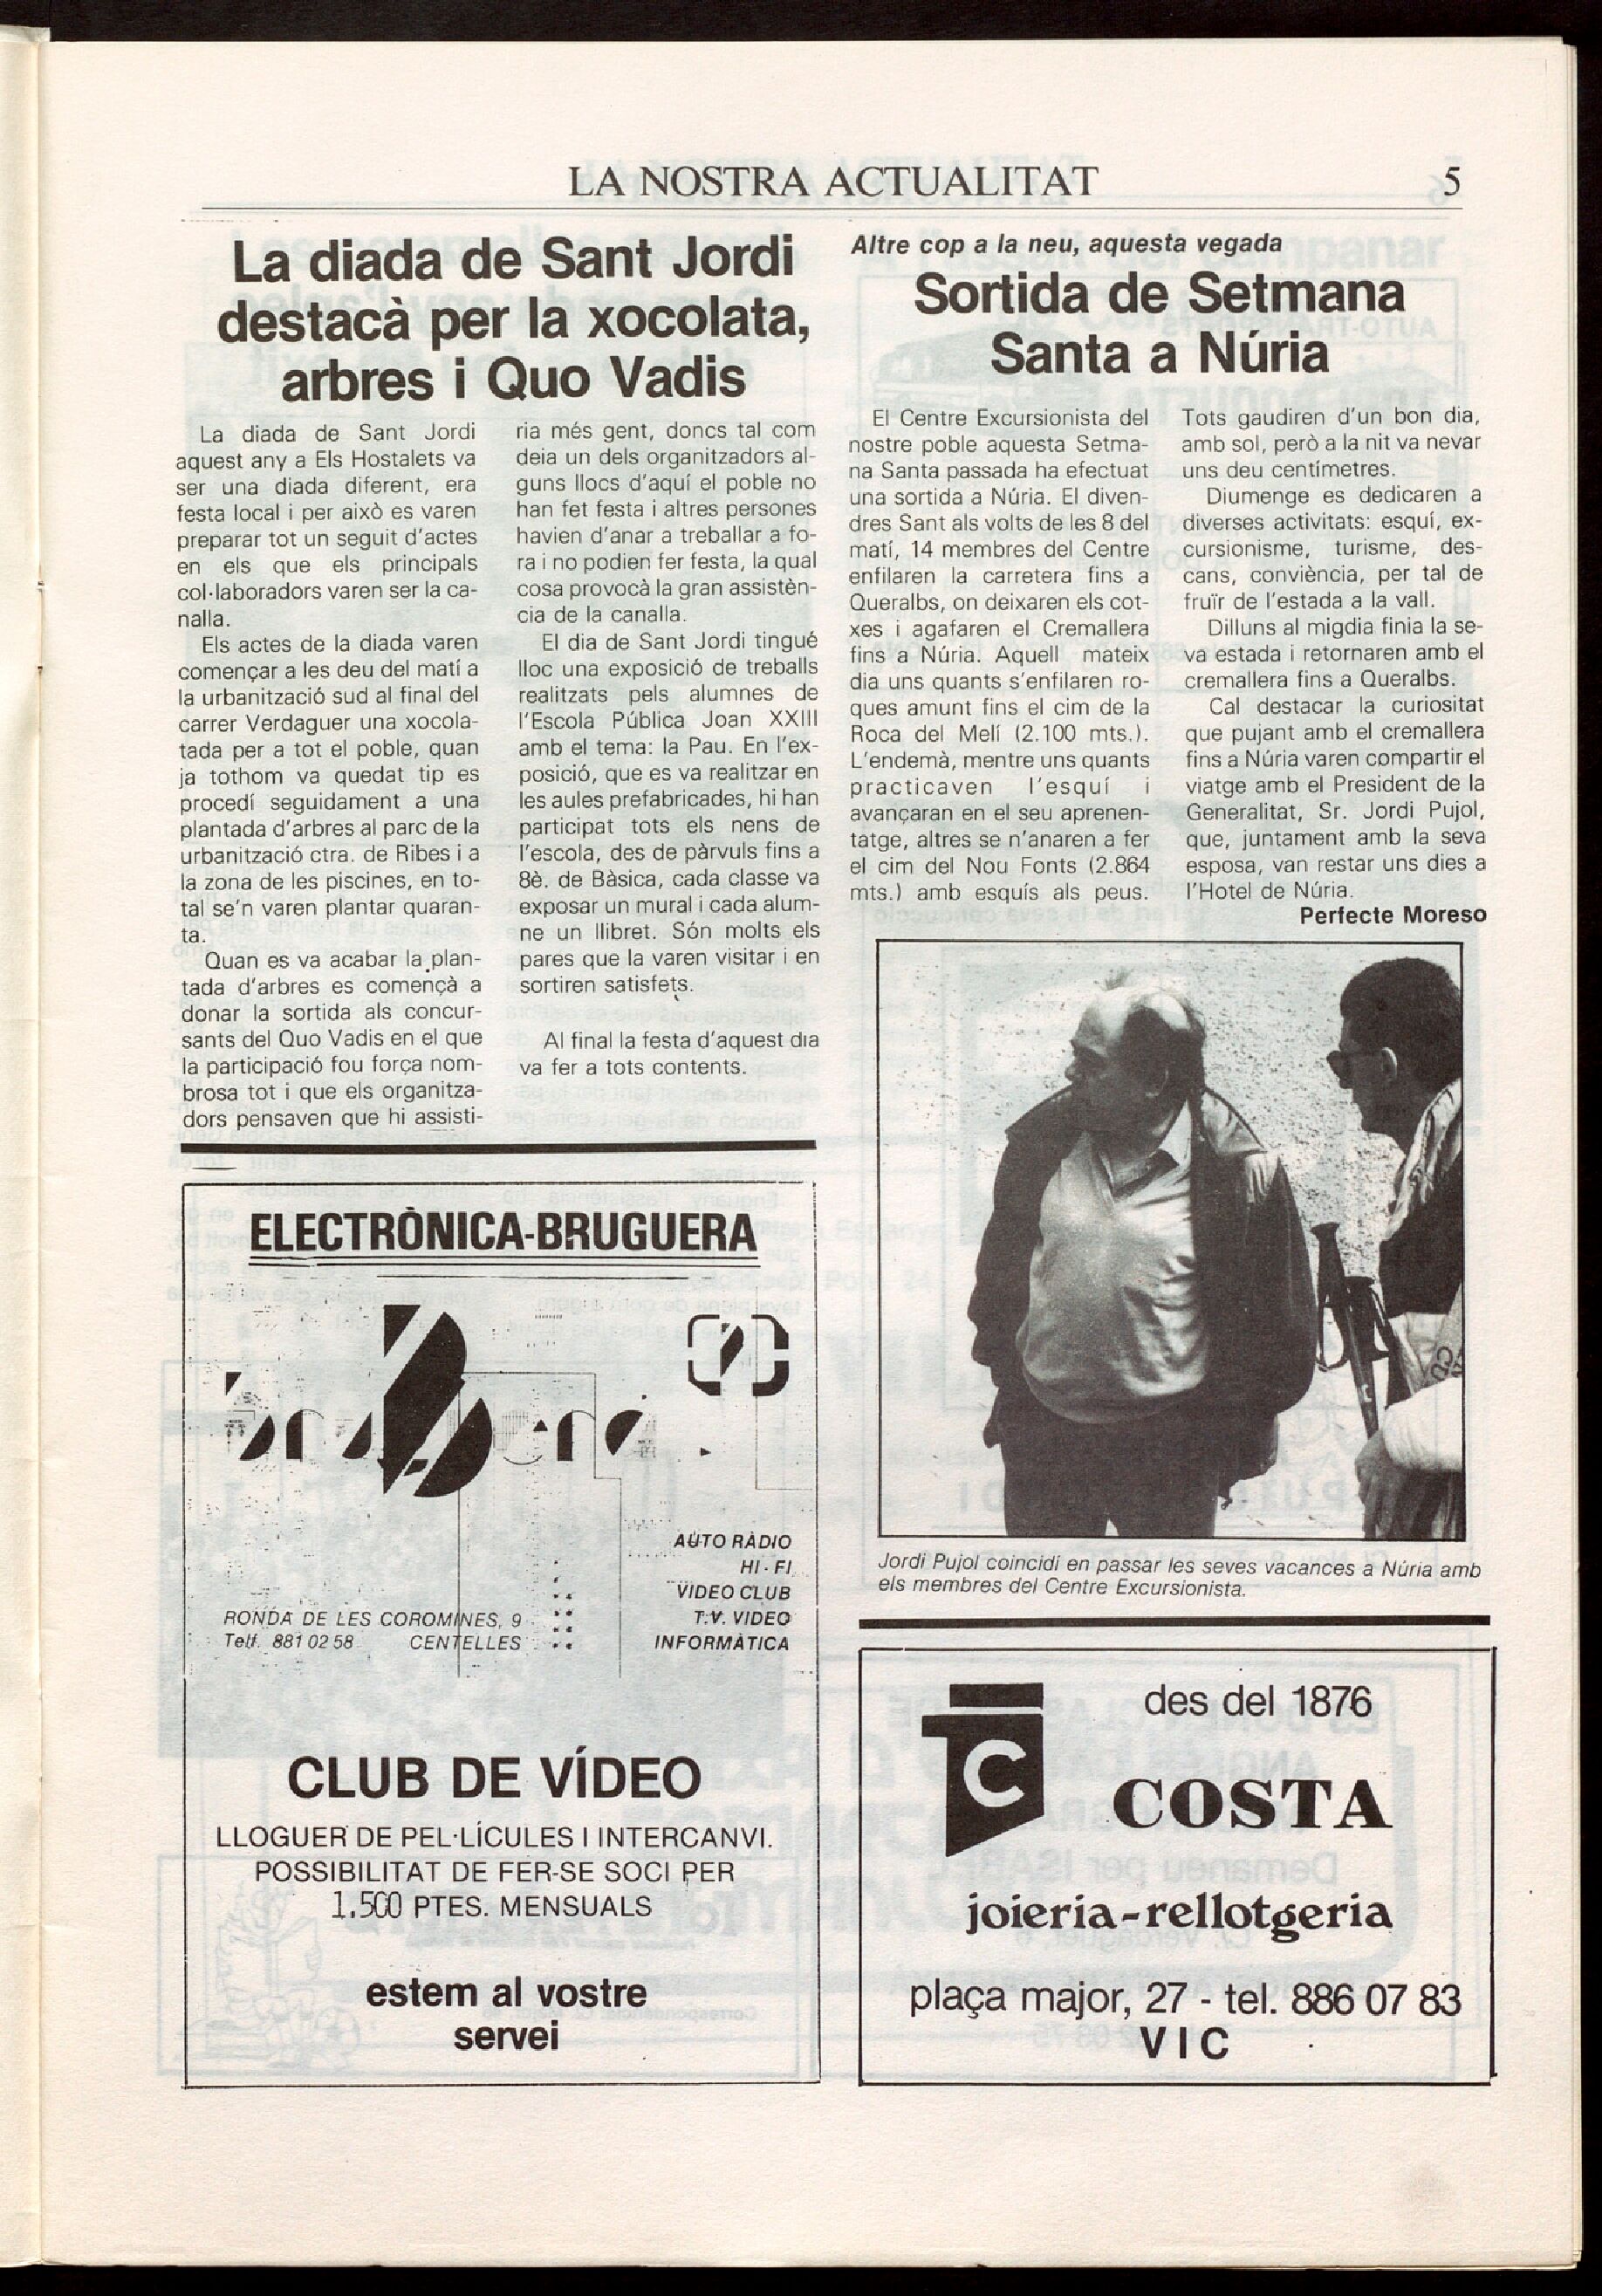 LA NOSTRA ACTUALITAT
5
La diada de Sant Jordi
destacà per la xocolata,
arbres i Quo Vadis
La diada de Sant Jordi
aquest any a Els Hostalets va
ser una diada diferent, era
festa local i per això es varen
preparar tot un seguit d'actes
en els que els principals
col·laboradors varen ser la ca-
nalla.
Els actes de la diada varen
començar a les deu del matí a
la urbanització sud al final del
carrer Verdaguer una xocola-
tada per a tot el poble, quan
ja tothom va quedat tip es
procedí seguidament a una
plantada d'arbres al parc de la
urbanització ctra. de Ribes i a
la zona de les piscines, en to-
tal se'n varen plantar quaran-
ta.
Quan es va acabar la plan-
tada d'arbres es començà a
donar la sortida als concur-
sants del Quo Vadis en el que
la participació fou força nom-
brosa tot i que els organitza-
dors pensaven que hi assisti-
ria més gent, doncs tal com
deia un dels organitzadors al-
guns llocs d'aquí el poble no
han fet festa i altres persones
havien d'anar a treballar a fo-
ra i no podien fer festa, la qual
cosa provocà la gran assistèn-
cia de la canalla.
El dia de Sant Jordi tingué
lloc una exposició de treballs
realitzats pels alumnes de
l'Escola Pública Joan XXIII
amb el tema: la Pau. En l'ex-
posició, que es va realitzar en
les aules prefabricades, hi han
participat tots els nens de
l'escola, des de pàrvuls fins a
8è. de Bàsica, cada classe va
exposar un mural i cada alum-
ne un llibret. Són molts els
pares que la varen visitar i en
sortiren satisfets.
Al final la festa d'aquest dia
va fer a tots contents.
Altre cop a la neu, aquesta vegada
Sortida de Setmana
Santa a Núria
El Centre Excursionista del
nostre poble aquesta Setma-
na Santa passada ha efectuat
una sortida a Núria. El diven-
dres Sant als volts de les 8 del
matí, 14 membres del Centre
enfilaren la carretera fins a
Queralbs, on deixaren els cot-
xes i agafaren el Cremallera
fins a Núria. Aquell mateix
dia uns quants s'enfilaren ro-
ques amunt fins el cim de la
Roca del Melí (2.100 mts.).
L'endemà, mentre uns quants
practicaven l'esquí i
avançaran en el seu aprenen-
tatge, altres se n'anaren a fer
el cim del Nou Fonts (2.864
mts.) amb esquís als peus.
Tots gaudiren d'un bon dia,
amb sol, però a la nit va nevar
uns deu centímetres.
Diumenge es dedicaren a
diverses activitats: esquí, ex-
cursionisme, turisme, des-
cans, conviència, per tal de
fruïr de l'estada a la vall.
Dilluns al migdia finia la se-
va estada i retornaren amb el
cremallera fins a Queralbs.
Cal destacar la curiositat
que pujant amb el cremallera
fins a Núria varen compartir el
viatge amb el President de la
Generalitat, Sr. Jordi Pujol,
que, juntament amb la seva
esposa, van restar uns dies a
l'Hotel de Núria.
Perfecte Moreso
Jordi Pujol coincidí en passar les seves vacances a Núria amb
els membres del Centre Excursionista.
ELECTRÒNICA-BRUGUERA
AUTO RÀDIO
HI-FI
VIDEO CLUB
T.V. VIDEO
INFORMÀTICA
RONDA DE LES COROMINES, 9
Telf. 881 02 58 CENTELLES
CLUB DE VÍDEO
LLOGUER DE PEL·LÍCULES I INTERCANVI.
POSSIBILITAT DE FER-SE SOCI PER
1.500 PTES. MENSUALS
estem al vostre
servei
C
des del 1876
COSTA
joieria-rellotgeria
plaça major, 27 - tel. 886 07 83
VIC